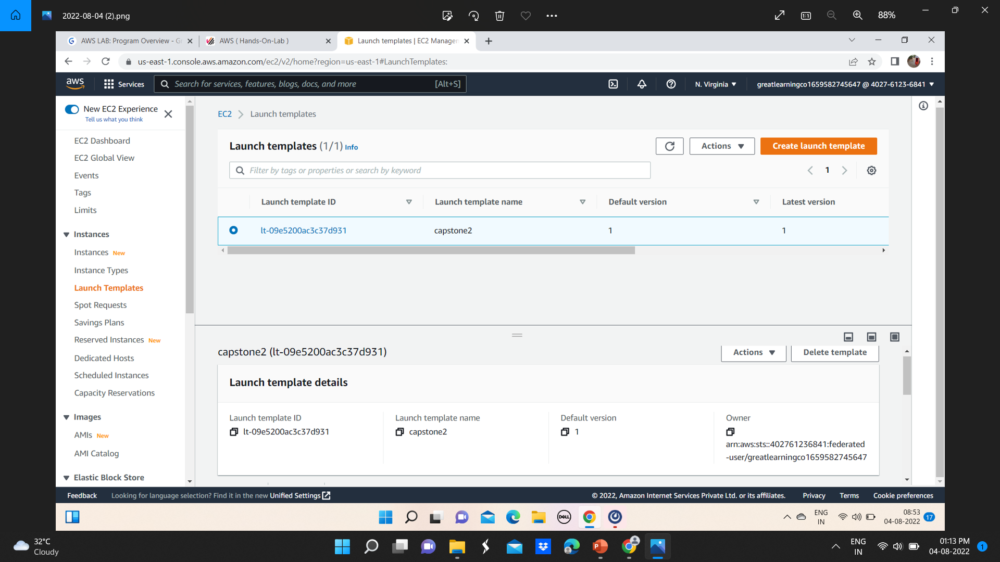 2022-08-04 (2).png
88%
AWS LAB: Program Overview - G
AWS ( Hands-On-Lab )
Launch templates | EC2 Manager
us-east-1.console.aws.amazon.com/ec2/v2/home?region=us-east-1#LaunchTemplates:
aws
Services
Search for services, features, blogs, docs, and more
[Alt+S]
N. Virginia
greatlearningco1659582745647 @ 4027-6123-6841
New EC2 Experience
Tell us what you think
EC2 Dashboard
EC2 Global View
Events
Tags
Limits
Instances
Instances New
Instance Types
Launch Templates
Spot Requests
Savings Plans
Reserved Instances New
Dedicated Hosts
Scheduled Instances
Capacity Reservations
Images
AMIs New
AMI Catalog
Elastic Block Store
EC2 > Launch templates
Launch templates (1/1) Info
Actions
Create launch template
Filter by tags or properties or search by keyword
1
Launch template ID
Launch template name
Default version
Latest version
lt-09e5200ac3c37d931
capstone2
1
1
capstone2 (lt-09e5200ac3c37d931)
Actions
Delete template
Launch template details
Launch template ID
lt-09e5200ac3c37d931
Launch template name
capstone2
Default version
1
Owner
arn:aws:sts::402761236841:federated
-user/greatlearningco1659582745647
Feedback
Looking for language selection? Find it in the new Unified Settings
© 2022, Amazon Internet Services Private Ltd. or its affiliates.
Privacy
Terms
Cookie preferences
DELL
ENG
IN
08:53
04-08-2022
17
32°C
Cloudy
ENG
IN
01:13 PM
04-08-2022
1